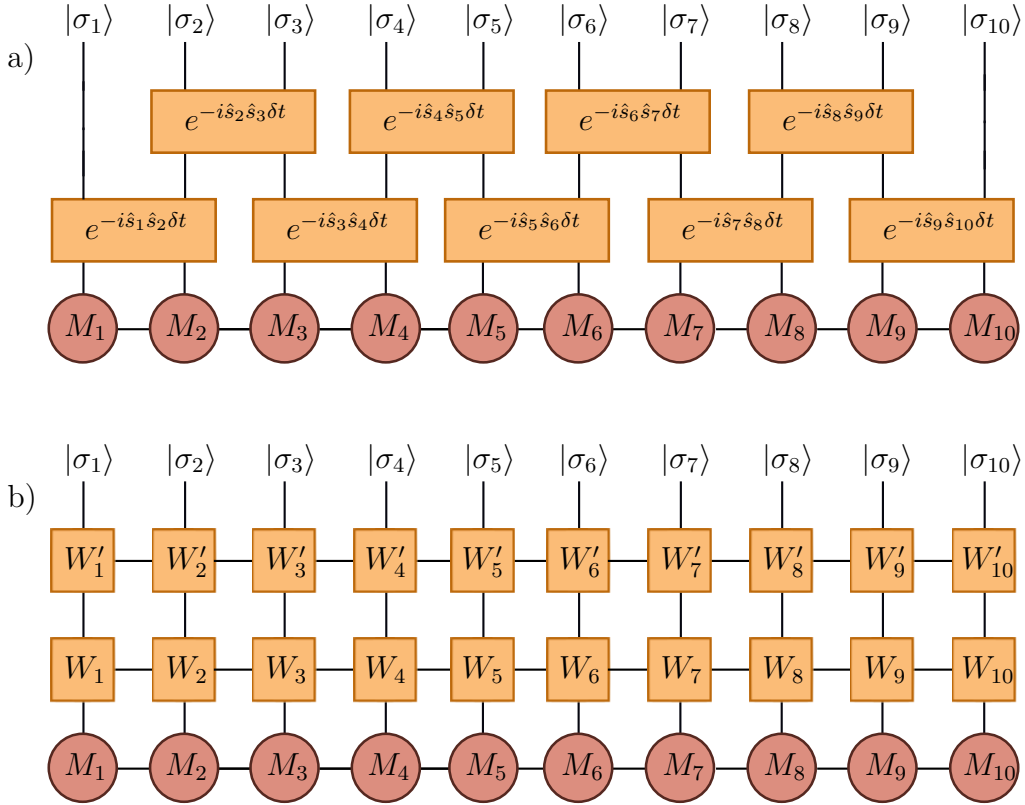 |σ₁⟩ |σ₂⟩ |σ₃⟩ |σ₄⟩ |σ₅⟩ |σ₆⟩ |σ₇⟩ |σ₈⟩ |σ₉⟩ |σ₁₀⟩
a)
e^{-iŝ₂ŝ₃δt} e^{-iŝ₄ŝ₅δt} e^{-iŝ₆ŝ₇δt} e^{-iŝ₈ŝ₉δt}
e^{-iŝ₁ŝ₂δt} e^{-iŝ₃ŝ₄δt} e^{-iŝ₅ŝ₆δt} e^{-iŝ₇ŝ₈δt} e^{-iŝ₉ŝ₁₀δt}
M₁ M₂ M₃ M₄ M₅ M₆ M₇ M₈ M₉ M₁₀
|σ₁⟩ |σ₂⟩ |σ₃⟩ |σ₄⟩ |σ₅⟩ |σ₆⟩ |σ₇⟩ |σ₈⟩ |σ₉⟩ |σ₁₀⟩
b)
W′₁ W′₂ W′₃ W′₄ W′₅ W′₆ W′₇ W′₈ W′₉ W′₁₀
W₁ W₂ W₃ W₄ W₅ W₆ W₇ W₈ W₉ W₁₀
M₁ M₂ M₃ M₄ M₅ M₆ M₇ M₈ M₉ M₁₀